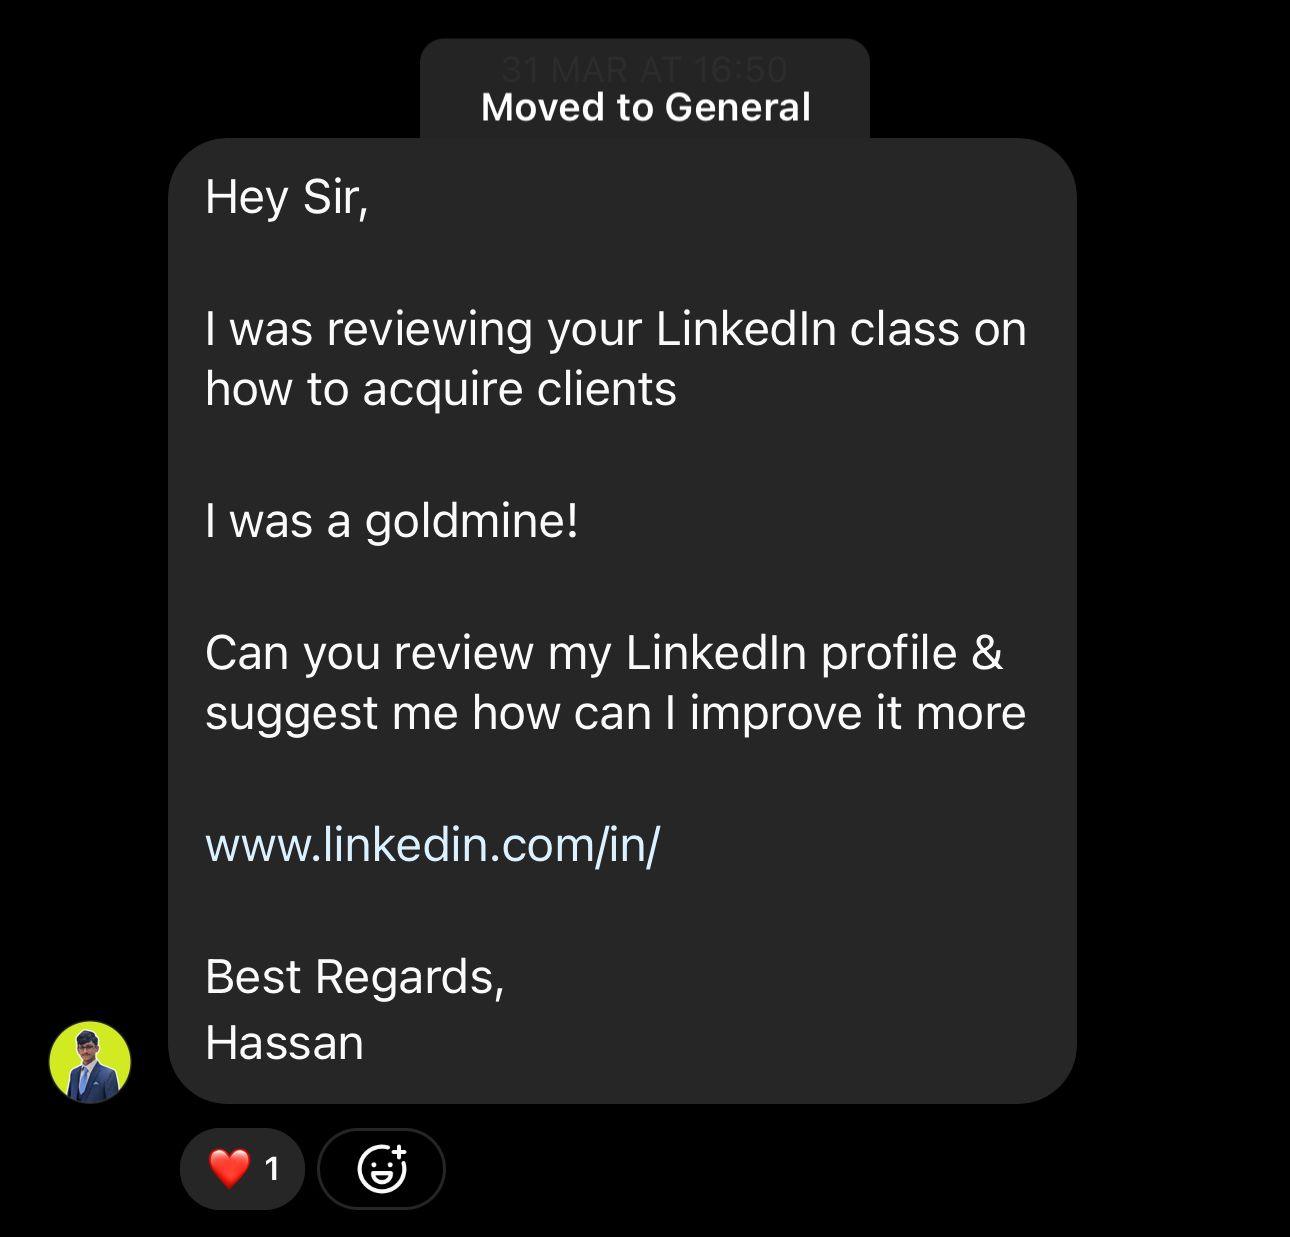 31 MAR AT 16:50
Moved to General
Hey Sir,
I was reviewing your LinkedIn class on
how to acquire clients
I was a goldmine!
Can you review my LinkedIn profile &
suggest me how can I improve it more
www.linkedin.com/in/
Best Regards,
Hassan
❤️ 1